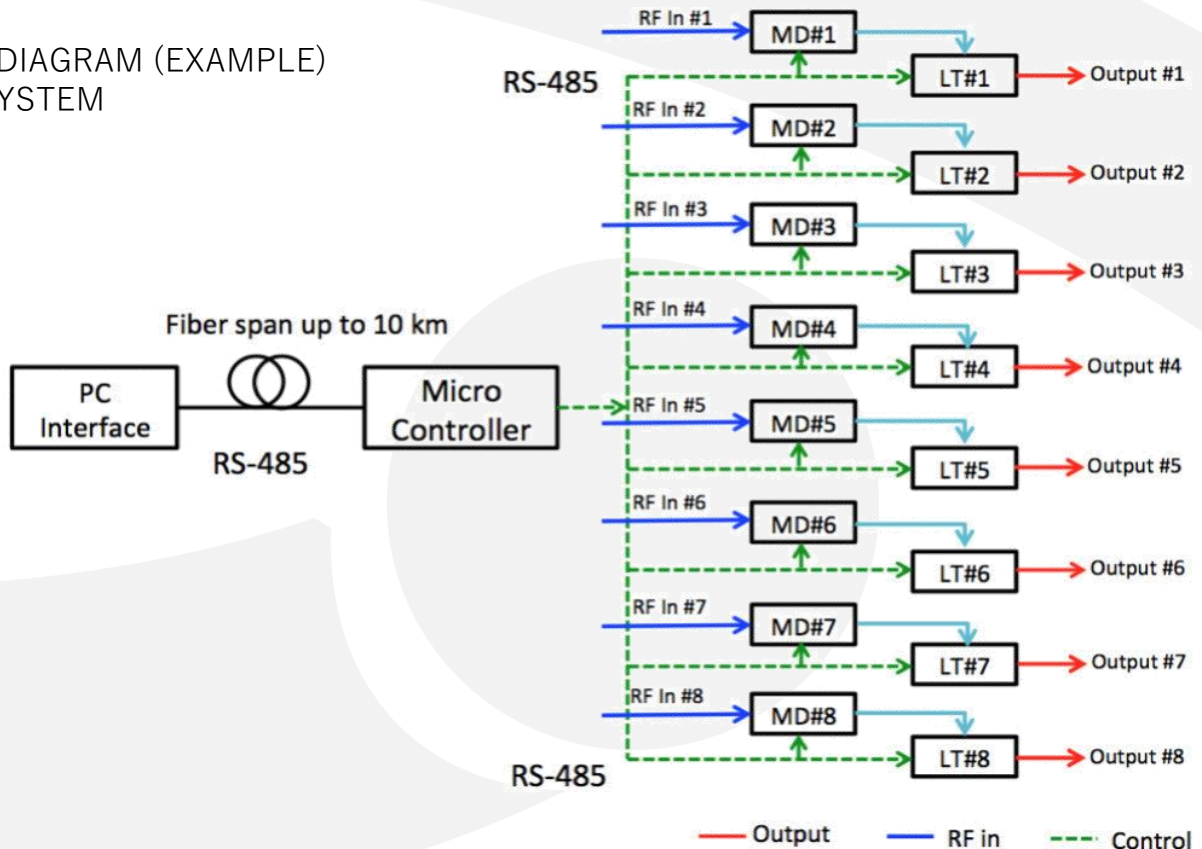 DIAGRAM (EXAMPLE)
YSTEM
RF In #1
MD#1
RS-485
LT#1
Output #1
RF In #2
MD#2
LT#2
Output #2
RF In #3
MD#3
LT#3
Output #3
RF In #4
MD#4
LT#4
Output #4
Fiber span up to 10 km
PC
Interface
RS-485
Micro
Controller
RF In #5
MD#5
LT#5
Output #5
RF In #6
MD#6
LT#6
Output #6
RF In #7
MD#7
LT#7
Output #7
RF In #8
MD#8
LT#8
Output #8
RS-485
Output
RF in
Control